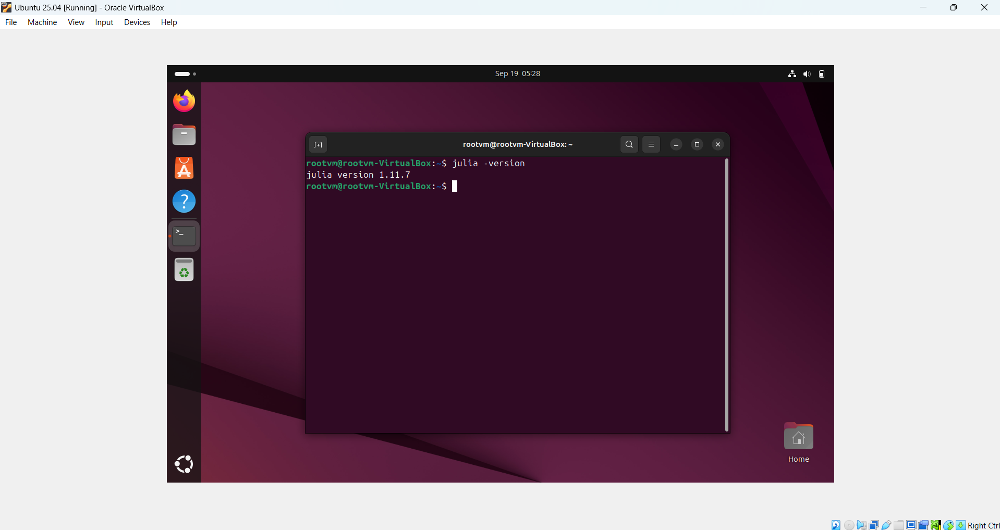 Ubuntu 25.04 [Running] - Oracle VirtualBox
File Machine View Input Devices Help
Sep 19 05:28
rootvm@rootvm-VirtualBox: ~
rootvm@rootvm-VirtualBox:~$ julia -version
julia version 1.11.7
rootvm@rootvm-VirtualBox:~$
Home
Right Ctrl